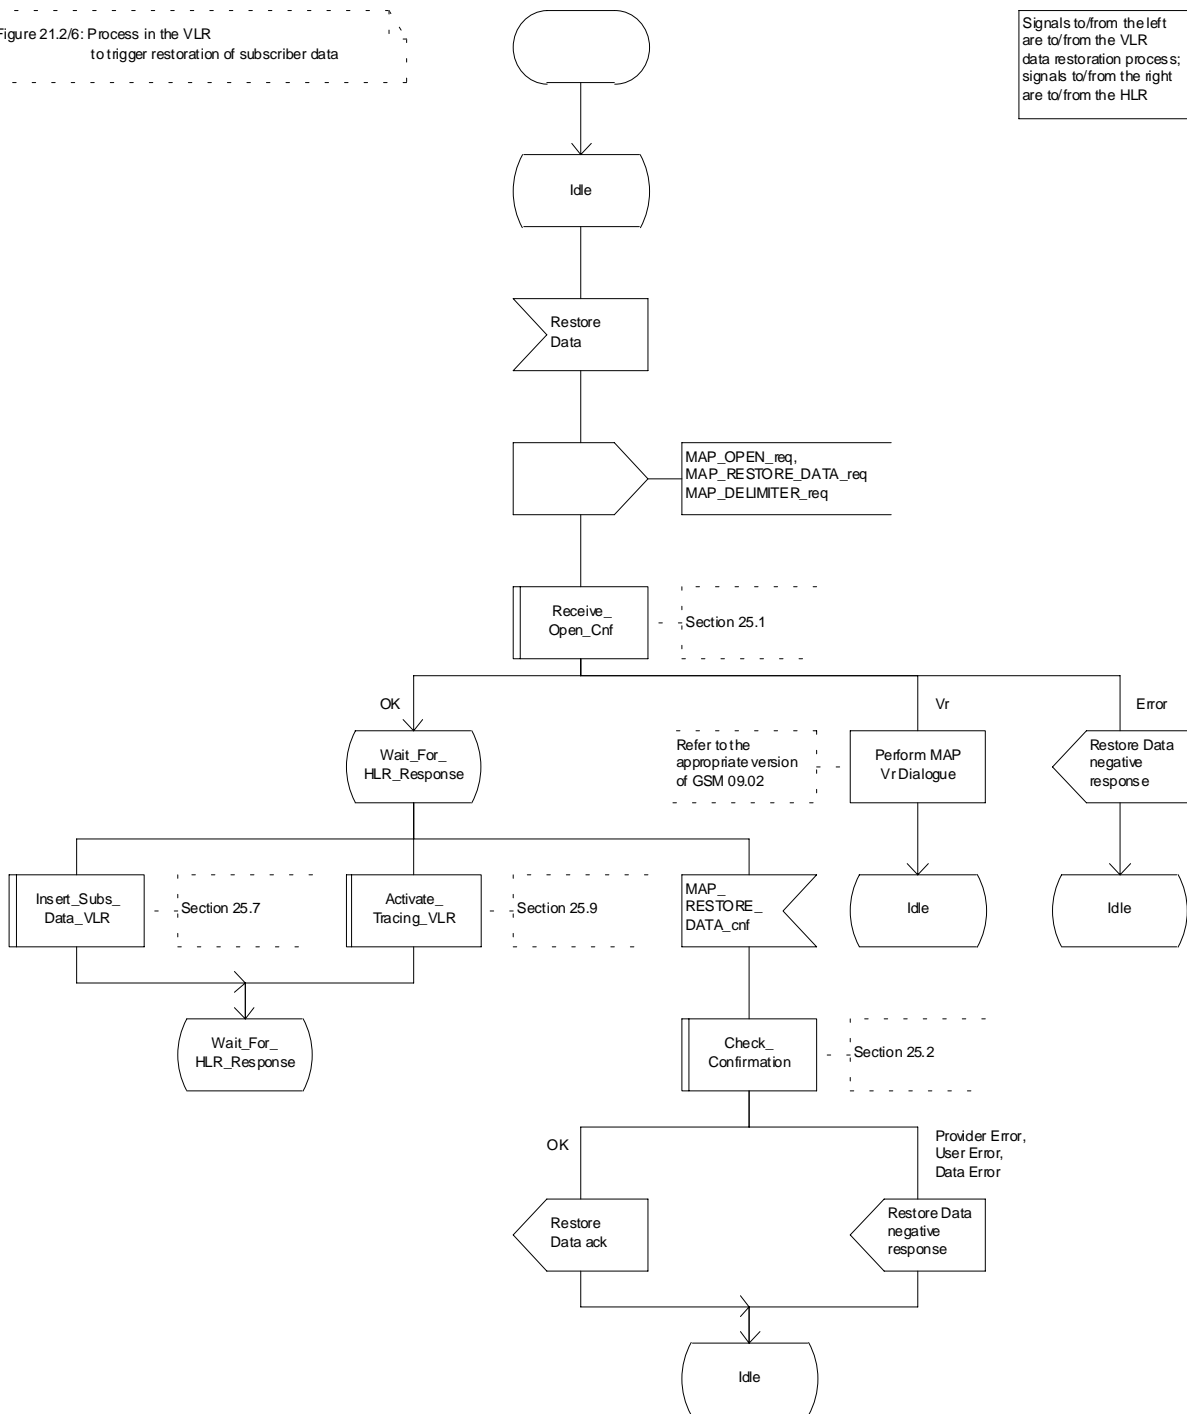 Figure 21.2/6: Process in the VLR
to trigger restoration of subscriber data
Signals to/from the left
are to/from the VLR
data restoration process;
signals to/from the right
are to/from the HLR
Idle
Restore
Data
MAP_OPEN_req,
MAP_RESTORE_DATA_req
MAP_DELIMITER_req
Receive_
Open_Cnf
Section 25.1
OK
Vr
Error
Wait_For_
HLR_Response
Refer to the
appropriate version
of GSM 09.02
Perform MAP
Vr Dialogue
Restore Data
negative
response
Insert_Subs_
Data_VLR
Section 25.7
Activate_
Tracing_VLR
Section 25.9
MAP_
RESTORE_
DATA_cnf
Idle
Idle
Wait_For_
HLR_Response
Check_
Confirmation
Section 25.2
OK
Provider Error,
User Error,
Data Error
Restore
Data ack
Restore Data
negative
response
Idle